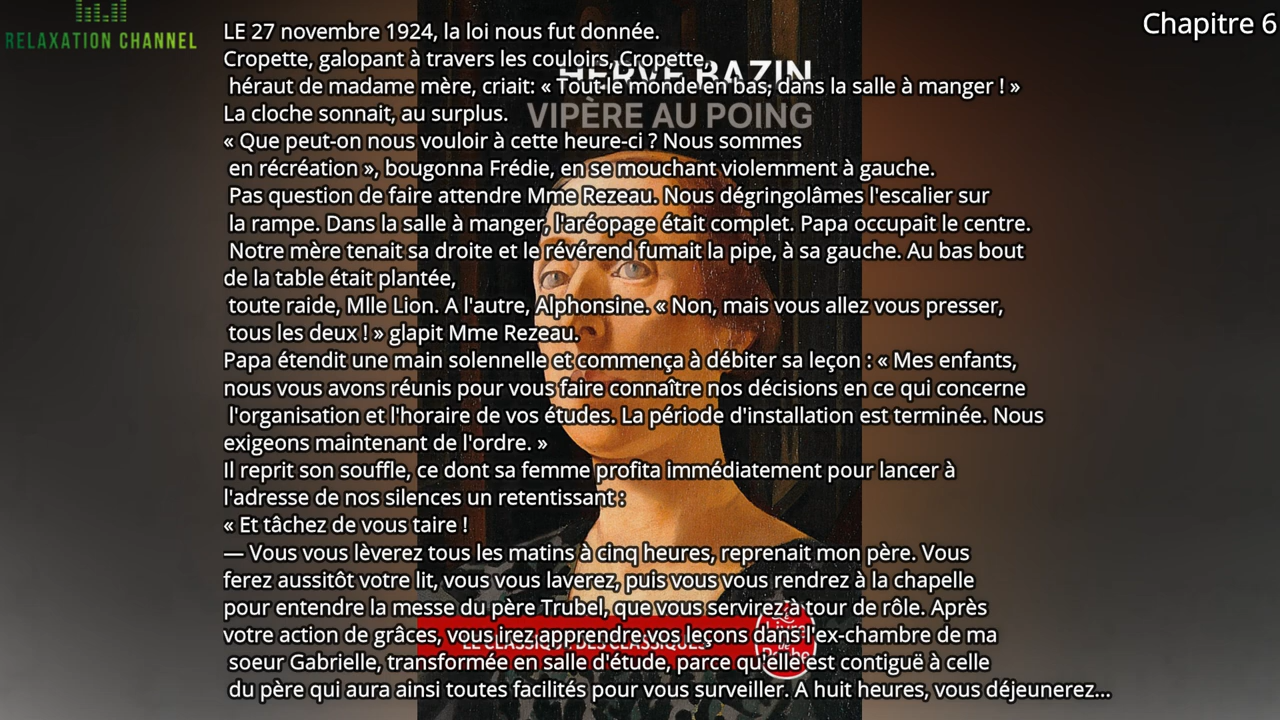 RELAXATION CHANNEL
Chapitre 6
HERVÉ BAZIN
VIPÈRE AU POING
LE 27 novembre 1924, la loi nous fut donnée.
Cropette, galopant à travers les couloirs, Cropette,
héraut de madame mère, criait: « Tout le monde en bas, dans la salle à manger ! »
La cloche sonnait, au surplus.
« Que peut-on nous vouloir à cette heure-ci ? Nous sommes
en récréation », bougonna Frédie, en se mouchant violemment à gauche.
Pas question de faire attendre Mme Rezeau. Nous dégringolâmes l'escalier sur
la rampe. Dans la salle à manger, l'aréopage était complet. Papa occupait le centre.
Notre mère tenait sa droite et le révérend fumait la pipe, à sa gauche. Au bas bout
de la table était plantée,
toute raide, Mlle Lion. A l'autre, Alphonsine. « Non, mais vous allez vous presser,
tous les deux ! » glapit Mme Rezeau.
Papa étendit une main solennelle et commença à débiter sa leçon : « Mes enfants,
nous vous avons réunis pour vous faire connaître nos décisions en ce qui concerne
l'organisation et l'horaire de vos études. La période d'installation est terminée. Nous
exigeons maintenant de l'ordre. »
Il reprit son souffle, ce dont sa femme profita immédiatement pour lancer à
l'adresse de nos silences un retentissant :
« Et tâchez de vous taire !
— Vous vous lèverez tous les matins à cinq heures, reprenait mon père. Vous
ferez aussitôt votre lit, vous vous laverez, puis vous vous rendrez à la chapelle
pour entendre la messe du père Trubel, que vous servirez à tour de rôle. Après
votre action de grâces, vous irez apprendre vos leçons dans l'ex-chambre de ma
soeur Gabrielle, transformée en salle d'étude, parce qu'elle est contiguë à celle
du père qui aura ainsi toutes facilités pour vous surveiller. A huit heures, vous déjeunerez...
LE CLASSIQUE DES CLASSIQUES